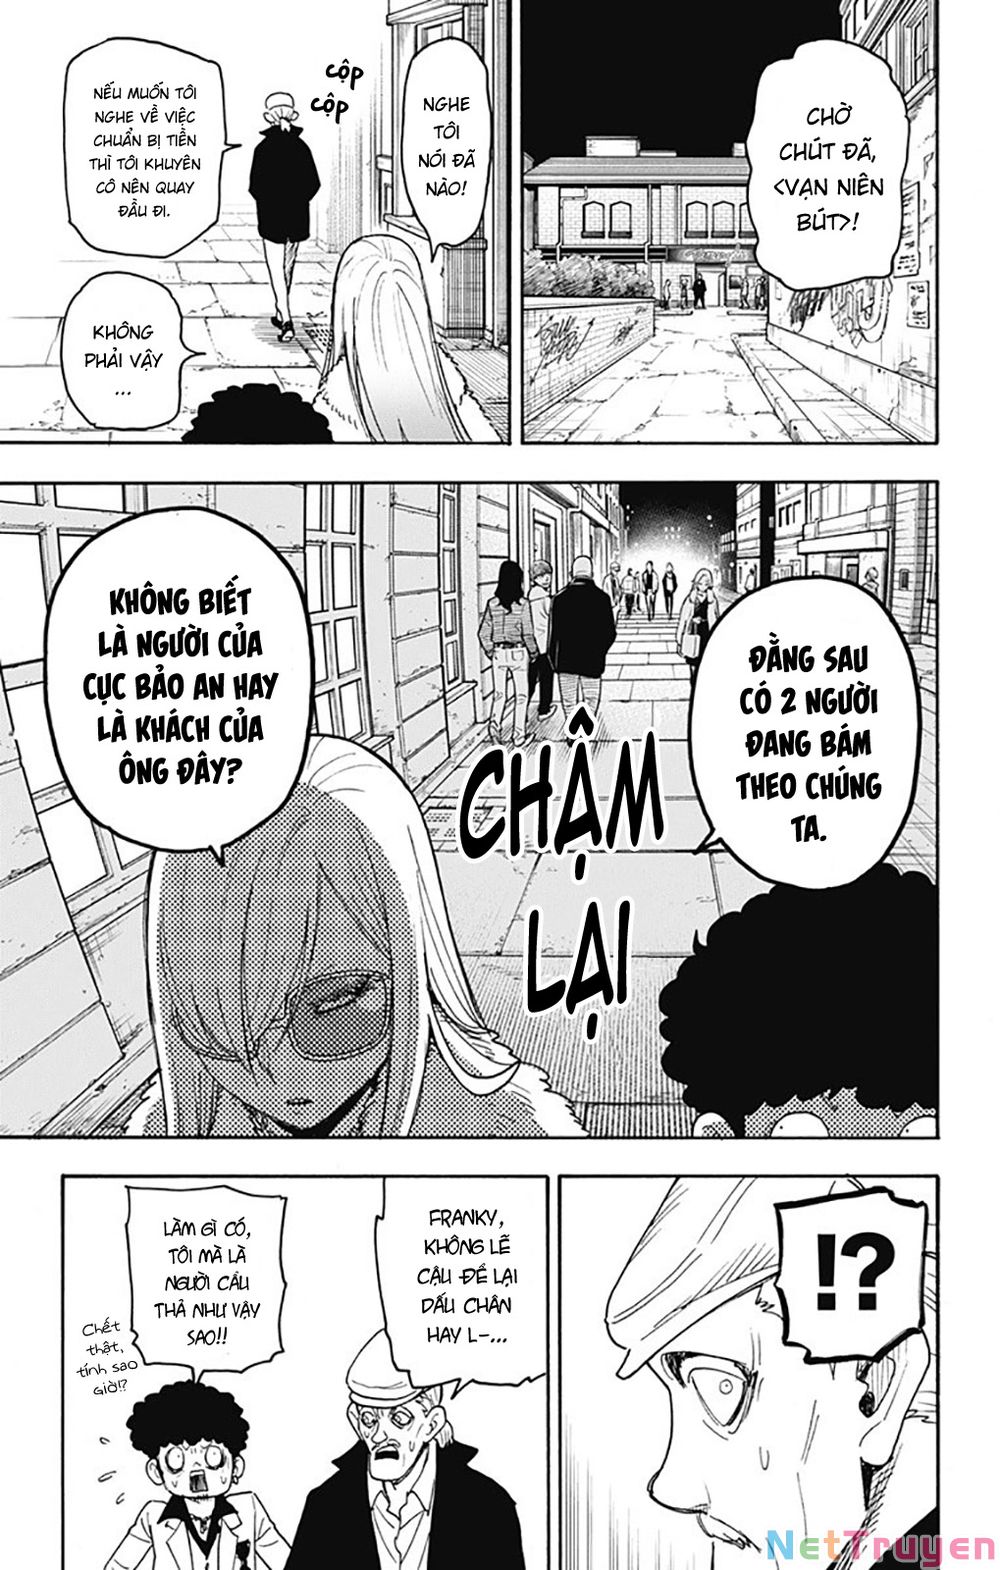 CHỜ
CHÚT ĐÃ,
<VẠN NIÊN
BÚT>!
NGHE
TÔI
NÓI ĐÃ
NÀO!
CỘP
CỘP
NẾU MUỐN TÔI
NGHE VỀ VIỆC
CHUẨN BỊ TIỀN
THÌ TÔI KHUYÊN
CÔ NÊN QUAY
ĐẦU ĐI.
KHÔNG
PHẢI VẬY
...
ĐẰNG SAU
CÓ 2 NGƯỜI
ĐANG BÁM
THEO CHÚNG
TA.
CHẬM
LẠI
KHÔNG BIẾT
LÀ NGƯỜI CỦA
CỤC BẢO AN HAY
LÀ KHÁCH CỦA
ÔNG ĐÂY?
!?
FRANKY,
KHÔNG LẼ
CẬU ĐỂ LẠI
DẤU CHÂN
HAY L-...
LÀM GÌ CÓ,
TÔI MÀ LÀ
NGƯỜI CẨU
THẢ NHƯ VẬY
SAO!!
Chết
thật,
tính sao
giờ!?
NetTruyen